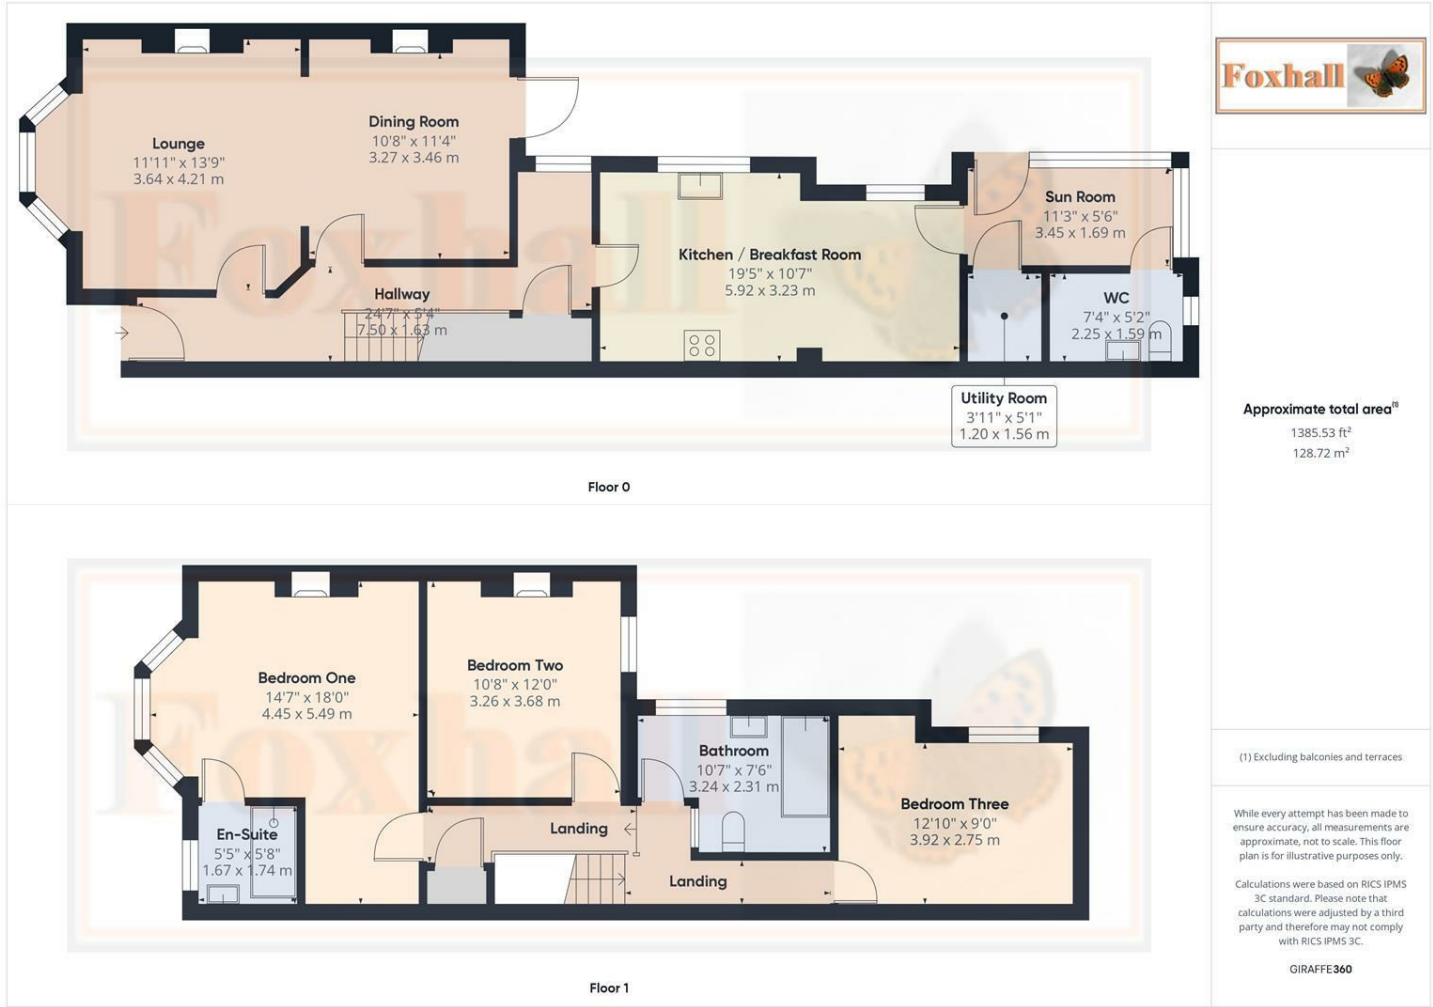 Lounge
11'11" x 13'9"
3.64 x 4.21 m
Dining Room
10'8" x 11'4"
3.27 x 3.46 m
Hallway
24'7" x 5'4"
7.50 x 1.63 m
Kitchen / Breakfast Room
19'5" x 10'7"
5.92 x 3.23 m
Sun Room
11'3" x 5'6"
3.45 x 1.69 m
WC
7'4" x 5'2"
2.25 x 1.59 m
Utility Room
3'11" x 5'1"
1.20 x 1.56 m
Foxhall
Floor 0
Bedroom One
14'7" x 18'0"
4.45 x 5.49 m
Bedroom Two
10'8" x 12'0"
3.26 x 3.68 m
Bathroom
10'7" x 7'6"
3.24 x 2.31 m
Bedroom Three
12'10" x 9'0"
3.92 x 2.75 m
En-Suite
5'5" x 5'8"
1.67 x 1.74 m
Landing
Landing
Foxhall
Floor 1
Foxhall
Approximate total area(1)
1385.53 ft²
128.72 m²
(1) Excluding balconies and terraces
While every attempt has been made to
ensure accuracy, all measurements are
approximate, not to scale. This floor
plan is for illustrative purposes only.
Calculations were based on RICS IPMS
3C standard. Please note that
calculations were adjusted by a third
party and therefore may not comply
with RICS IPMS 3C.
GIRAFFE360